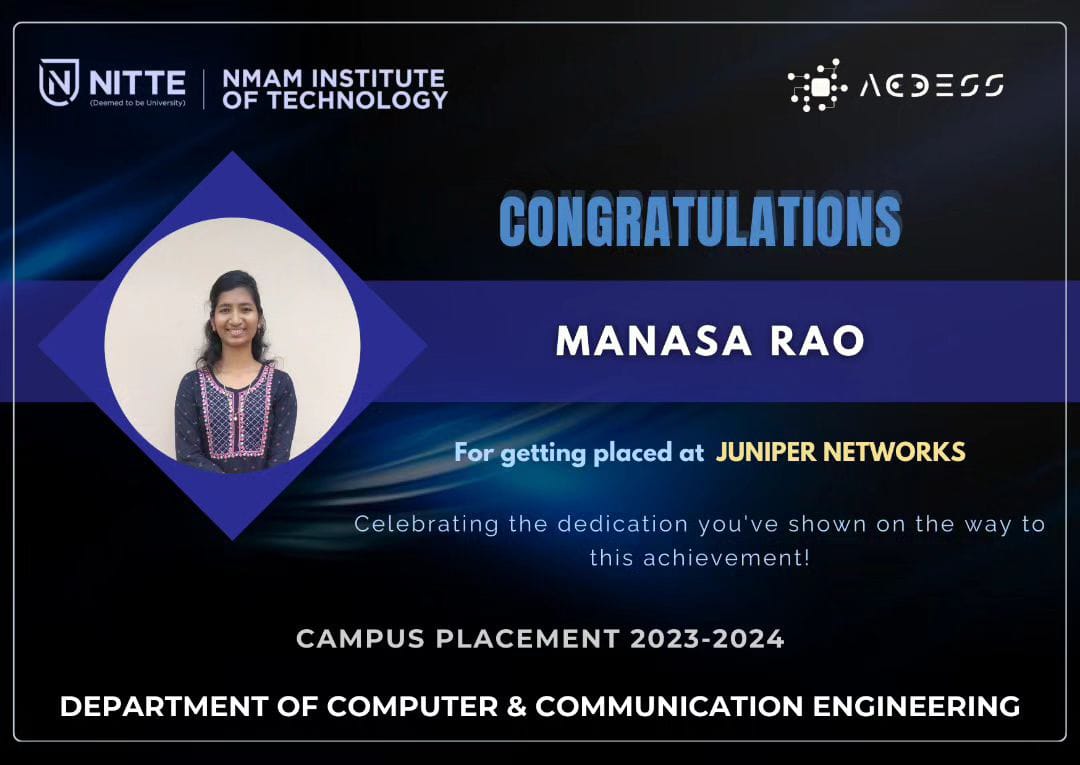 NITTE
(Deemed to be University)
NMAM INSTITUTE
OF TECHNOLOGY
ACCESS
CONGRATULATIONS
MANASA RAO
For getting placed at JUNIPER NETWORKS
Celebrating the dedication you've shown on the way to
this achievement!
CAMPUS PLACEMENT 2023-2024
DEPARTMENT OF COMPUTER & COMMUNICATION ENGINEERING